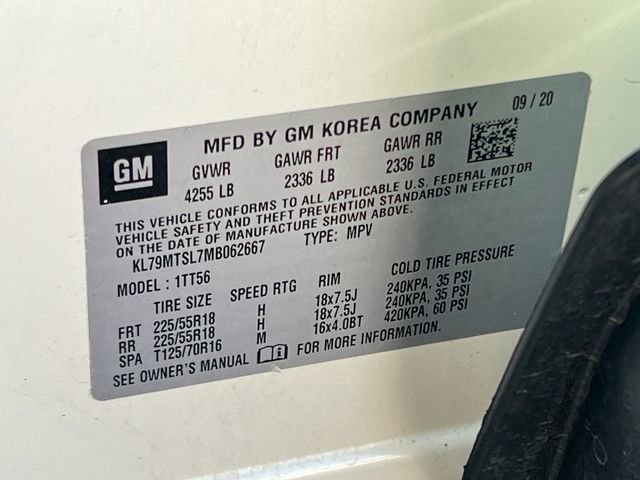 GM
MFD BY GM KOREA COMPANY 09 / 20
GVWR GAWR FRT GAWR RR
4255 LB 2336 LB 2336 LB
THIS VEHICLE CONFORMS TO ALL APPLICABLE U.S. FEDERAL MOTOR
VEHICLE SAFETY AND THEFT PREVENTION STANDARDS IN EFFECT
ON THE DATE OF MANUFACTURE SHOWN ABOVE.
KL79MTSL7MB062667 TYPE: MPV
MODEL : 1TT56
TIRE SIZE SPEED RTG RIM COLD TIRE PRESSURE
FRT 225/55R18 H 18x7.5J 240KPA, 35 PSI
RR 225/55R18 H 18x7.5J 240KPA, 35 PSI
SPA T125/70R16 M 16x4.0BT 420KPA, 60 PSI
SEE OWNER'S MANUAL i FOR MORE INFORMATION.